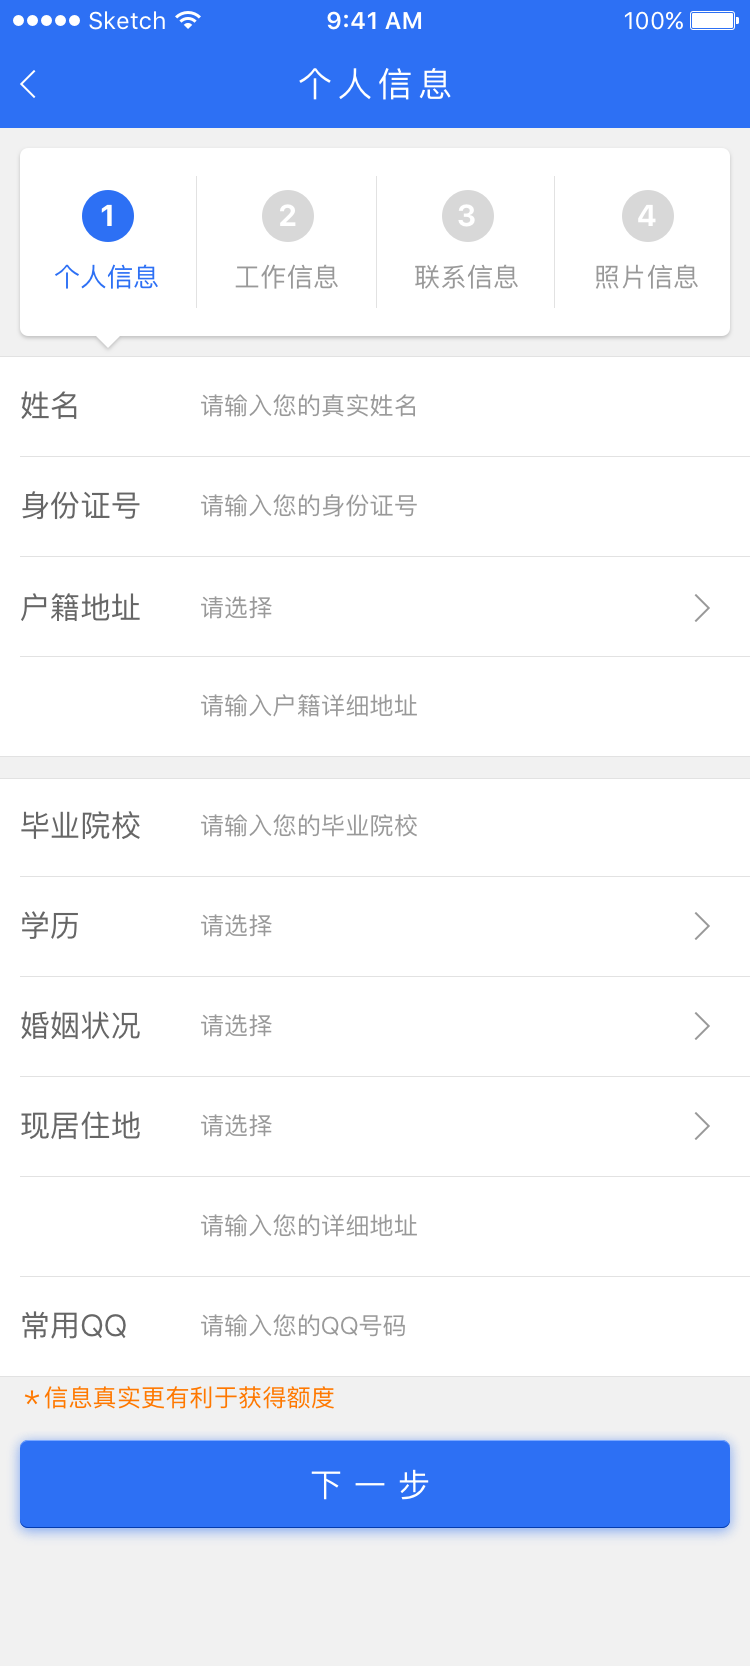 Sketch 9:41 AM 100%
个人信息
1 2 3 4
个人信息 工作信息 联系信息 照片信息
姓名 请输入您的真实姓名
身份证号 请输入您的身份证号
户籍地址 请选择
请输入户籍详细地址
毕业院校 请输入您的毕业院校
学历 请选择
婚姻状况 请选择
现居住地 请选择
请输入您的详细地址
常用QQ 请输入您的QQ号码
*信息真实更有利于获得额度
下一步